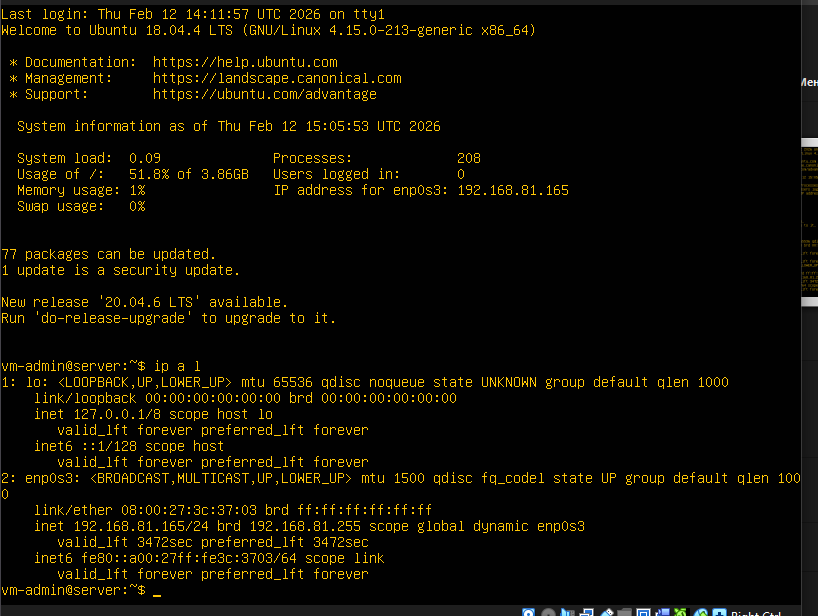 Last login: Thu Feb 12 14:11:57 UTC 2026 on tty1
Welcome to Ubuntu 18.04.4 LTS (GNU/Linux 4.15.0-213-generic x86_64)

 * Documentation:  https://help.ubuntu.com
 * Management:     https://landscape.canonical.com
 * Support:        https://ubuntu.com/advantage

  System information as of Thu Feb 12 15:05:53 UTC 2026

  System load:  0.09              Processes:             208
  Usage of /:   51.8% of 3.86GB   Users logged in:       0
  Memory usage: 1%                IP address for enp0s3: 192.168.81.165
  Swap usage:   0%

77 packages can be updated.
1 update is a security update.

New release '20.04.6 LTS' available.
Run 'do-release-upgrade' to upgrade to it.

vm-admin@server:~$ ip a l
1: lo: <LOOPBACK,UP,LOWER_UP> mtu 65536 qdisc noqueue state UNKNOWN group default qlen 1000
    link/loopback 00:00:00:00:00:00 brd 00:00:00:00:00:00
    inet 127.0.0.1/8 scope host lo
       valid_lft forever preferred_lft forever
    inet6 ::1/128 scope host
       valid_lft forever preferred_lft forever
2: enp0s3: <BROADCAST,MULTICAST,UP,LOWER_UP> mtu 1500 qdisc fq_codel state UP group default qlen 100
0
    link/ether 08:00:27:3c:37:03 brd ff:ff:ff:ff:ff:ff
    inet 192.168.81.165/24 brd 192.168.81.255 scope global dynamic enp0s3
       valid_lft 3472sec preferred_lft 3472sec
    inet6 fe80::a00:27ff:fe3c:3703/64 scope link
       valid_lft forever preferred_lft forever
vm-admin@server:~$ _
Right Ctrl